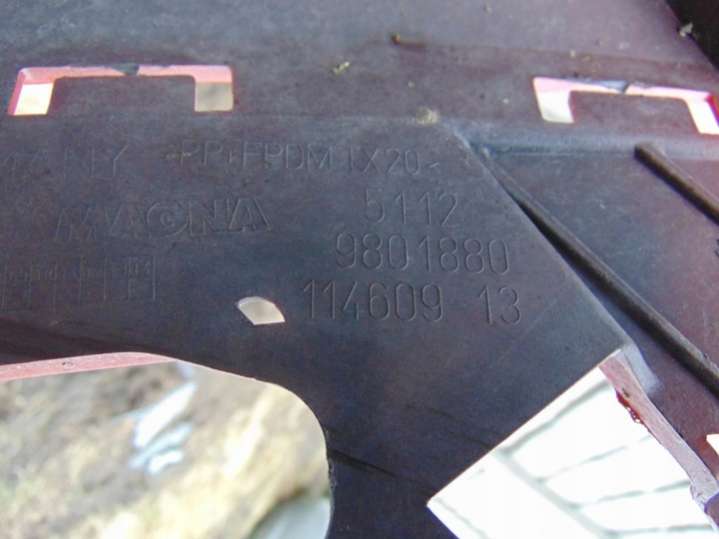 >PP+EPDM TX20<
MAGNA 5112
9801880
114609 13